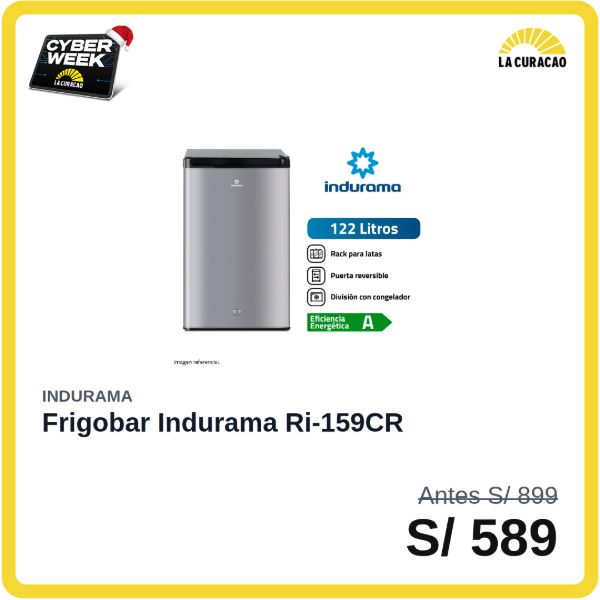 CYBER
WEEK
LA CURACAO
LA CURACAO
indurama
indurama
122 Litros
Rack para latas
Puerta reversible
División con congelador
Eficiencia
Energética
A
Imagen referencial.
INDURAMA
Frigobar Indurama Ri-159CR
Antes S/ 899
S/ 589